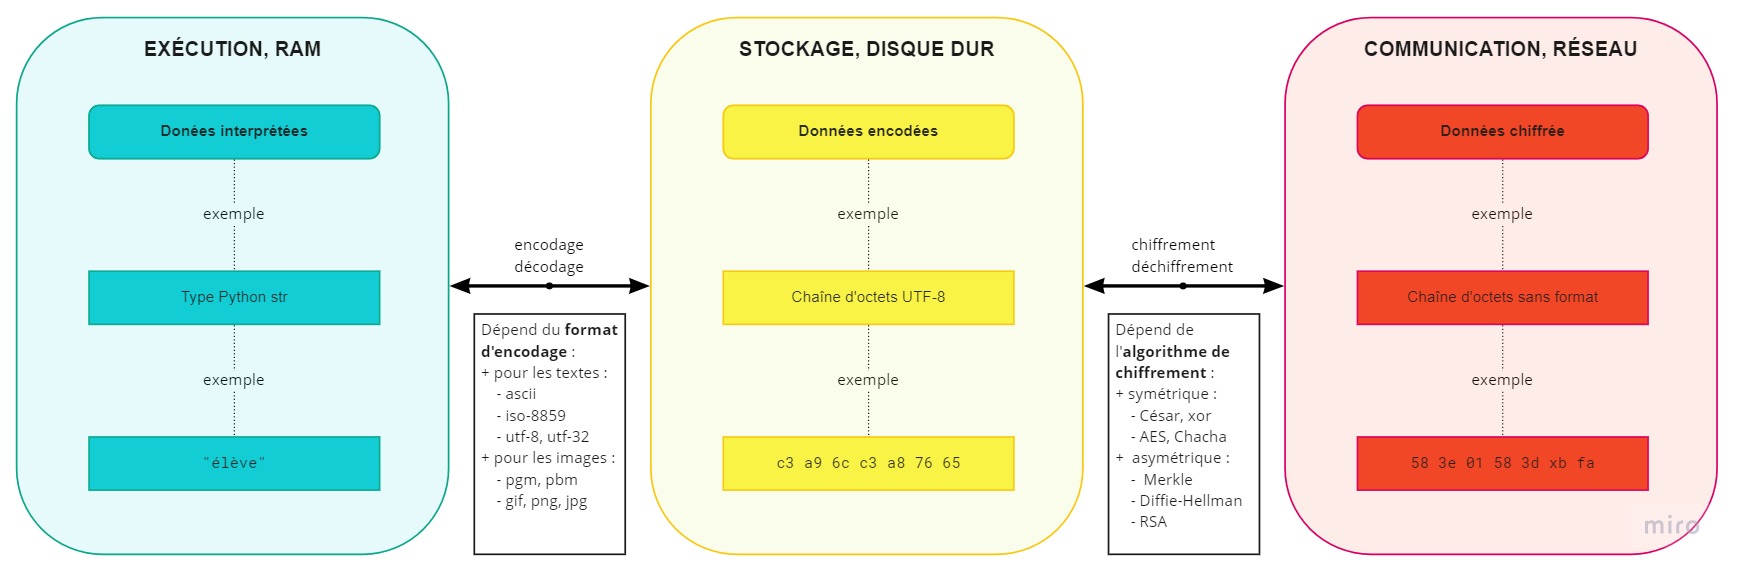 EXÉCUTION, RAM
Donées interprétées
exemple
Type Python str
exemple
"élève"
encodage
décodage
Dépend du format
d'encodage :
+ pour les textes :
- ascii
- iso-8859
- utf-8, utf-32
+ pour les images :
- pgm, pbm
- gif, png, jpg
STOCKAGE, DISQUE DUR
Données encodées
exemple
Chaîne d'octets UTF-8
exemple
c3 a9 6c c3 a8 76 65
chiffrement
déchiffrement
Dépend de
l'algorithme de
chiffrement :
+ symétrique :
- César, xor
- AES, Chacha
+ asymétrique :
- Merkle
- Diffie-Hellman
- RSA
COMMUNICATION, RÉSEAU
Données chiffrée
exemple
Chaîne d'octets sans format
exemple
58 3e 01 58 3d xb fa
miro